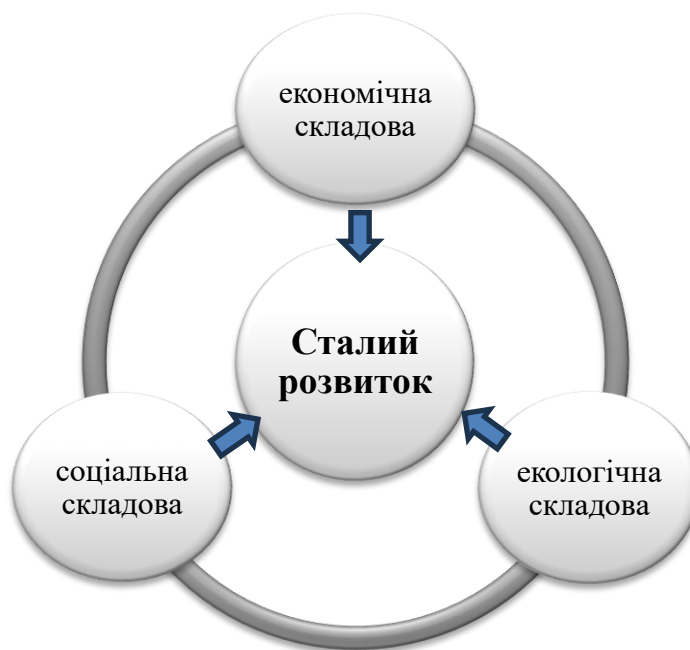 економічна
складова
Сталий
розвиток
соціальна
складова
екологічна
складова